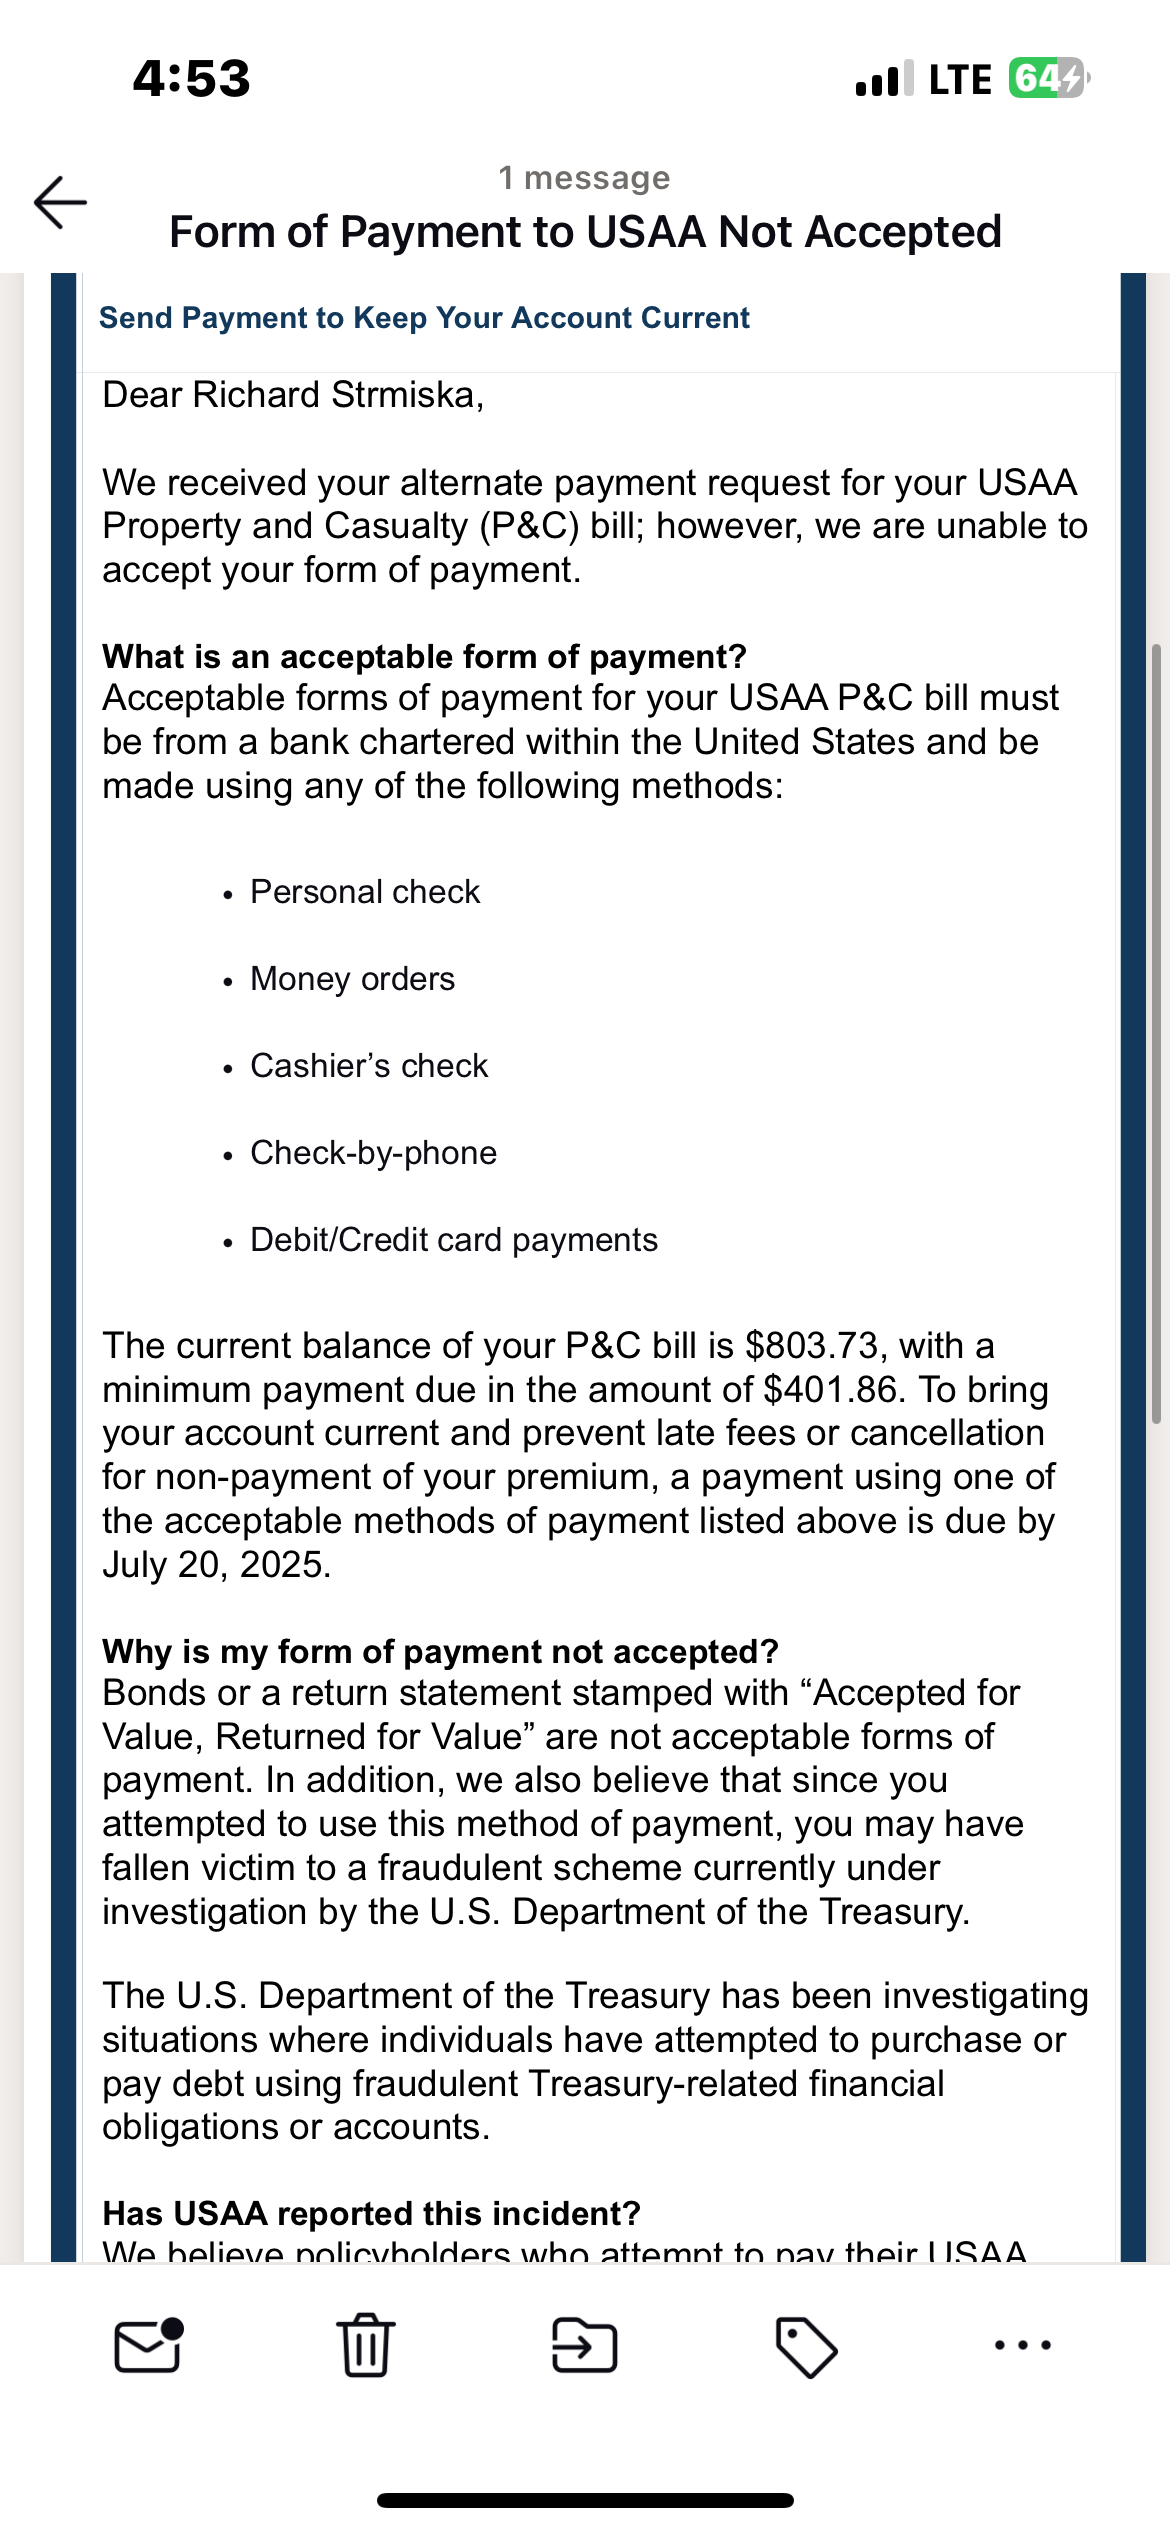 4:53
LTE 64
1 message
Form of Payment to USAA Not Accepted
Send Payment to Keep Your Account Current
Dear Richard Strmiska,
We received your alternate payment request for your USAA
Property and Casualty (P&C) bill; however, we are unable to
accept your form of payment.
What is an acceptable form of payment?
Acceptable forms of payment for your USAA P&C bill must
be from a bank chartered within the United States and be
made using any of the following methods:
• Personal check
• Money orders
• Cashier’s check
• Check-by-phone
• Debit/Credit card payments
The current balance of your P&C bill is $803.73, with a
minimum payment due in the amount of $401.86. To bring
your account current and prevent late fees or cancellation
for non-payment of your premium, a payment using one of
the acceptable methods of payment listed above is due by
July 20, 2025.
Why is my form of payment not accepted?
Bonds or a return statement stamped with “Accepted for
Value, Returned for Value” are not acceptable forms of
payment. In addition, we also believe that since you
attempted to use this method of payment, you may have
fallen victim to a fraudulent scheme currently under
investigation by the U.S. Department of the Treasury.
The U.S. Department of the Treasury has been investigating
situations where individuals have attempted to purchase or
pay debt using fraudulent Treasury-related financial
obligations or accounts.
Has USAA reported this incident?
We believe policyholders who attempt to pay their USAA